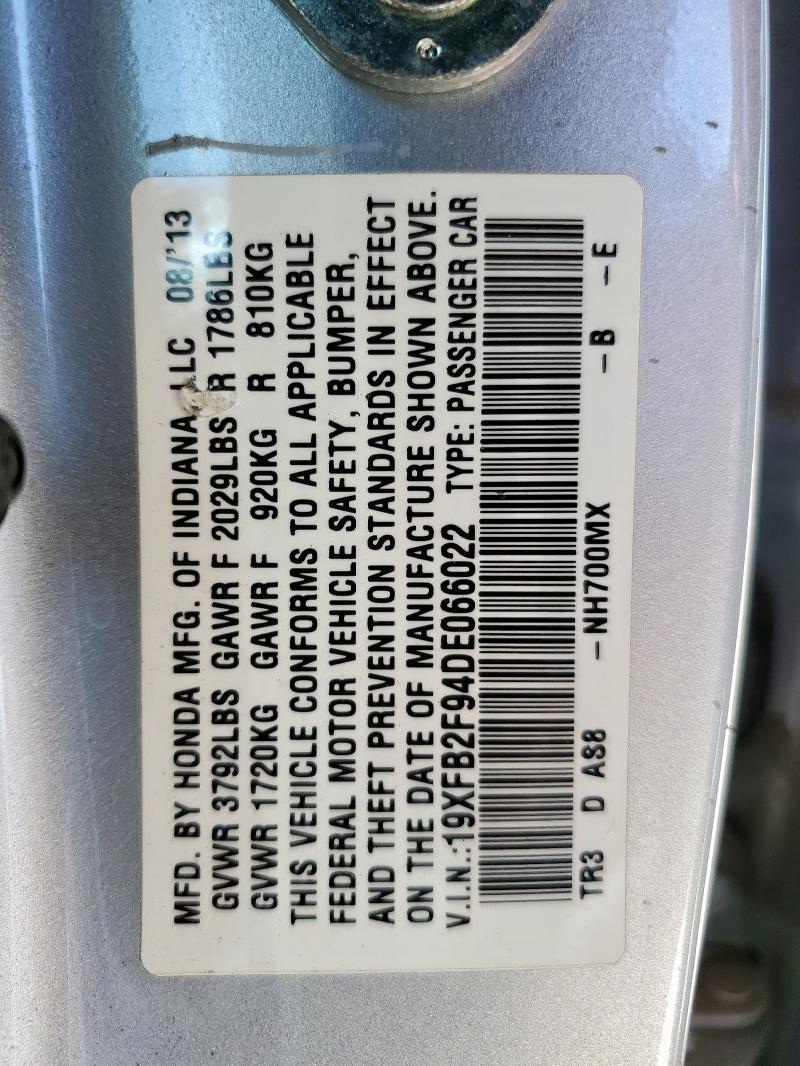 MFD. BY HONDA MFG. OF INDIANA, LLC 08/'13
GVWR 3792LBS GAWR F 2029LBS R 1786LBS
GVWR 1720KG GAWR F 920KG R 810KG
THIS VEHICLE CONFORMS TO ALL APPLICABLE
FEDERAL MOTOR VEHICLE SAFETY, BUMPER,
AND THEFT PREVENTION STANDARDS IN EFFECT
ON THE DATE OF MANUFACTURE SHOWN ABOVE.
V.I.N.:19XFB2F94DE066022 TYPE: PASSENGER CAR
TR3 D AS8 -NH700MX -B -E